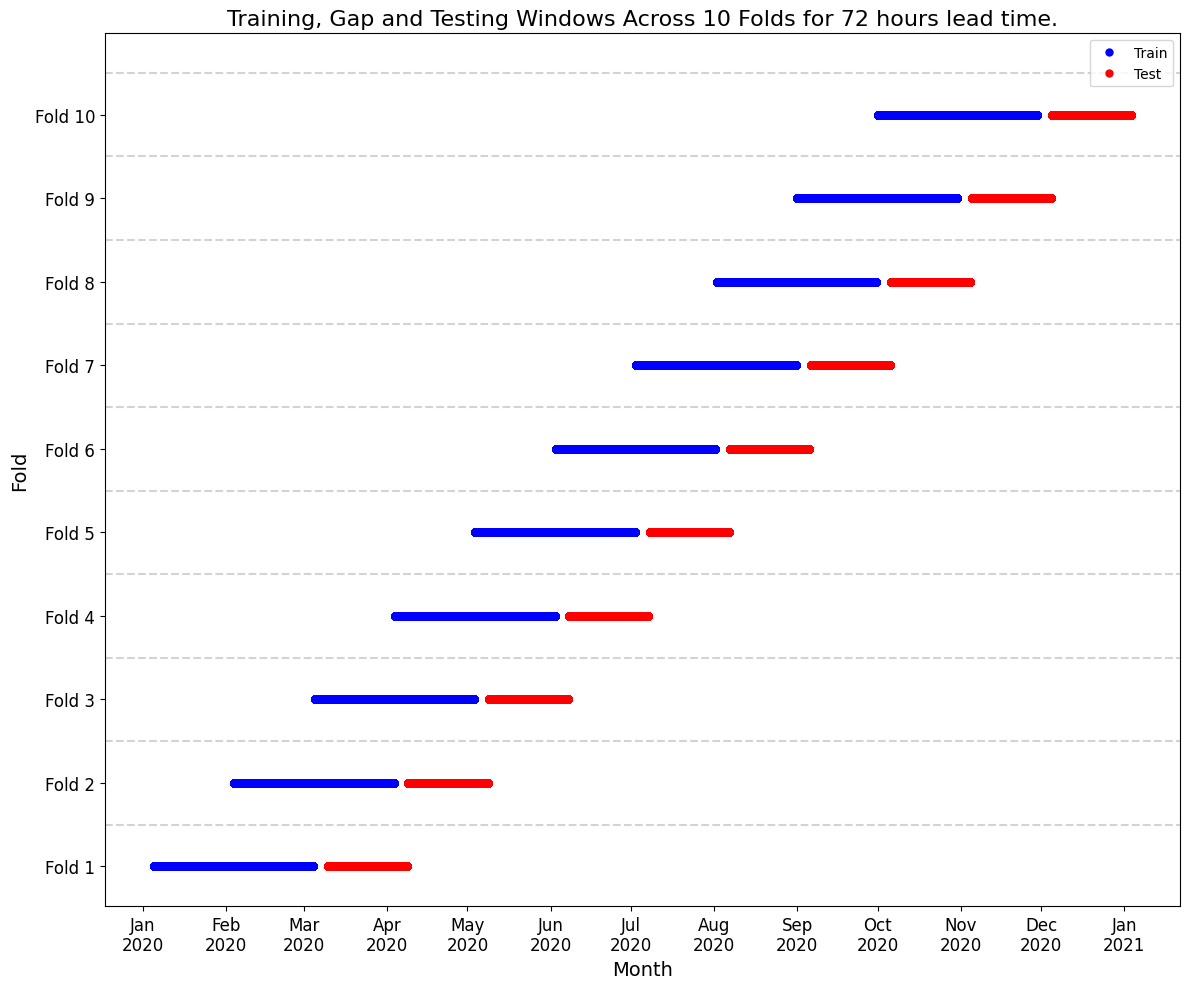 Training, Gap and Testing Windows Across 10 Folds for 72 hours lead time.
Train
Test
Fold 10
Fold 9
Fold 8
Fold 7
Fold 6
Fold 5
Fold 4
Fold 3
Fold 2
Fold 1
Fold
Jan Feb Mar Apr May Jun Jul Aug Sep Oct Nov Dec Jan
2020 2020 2020 2020 2020 2020 2020 2020 2020 2020 2020 2020 2021
Month